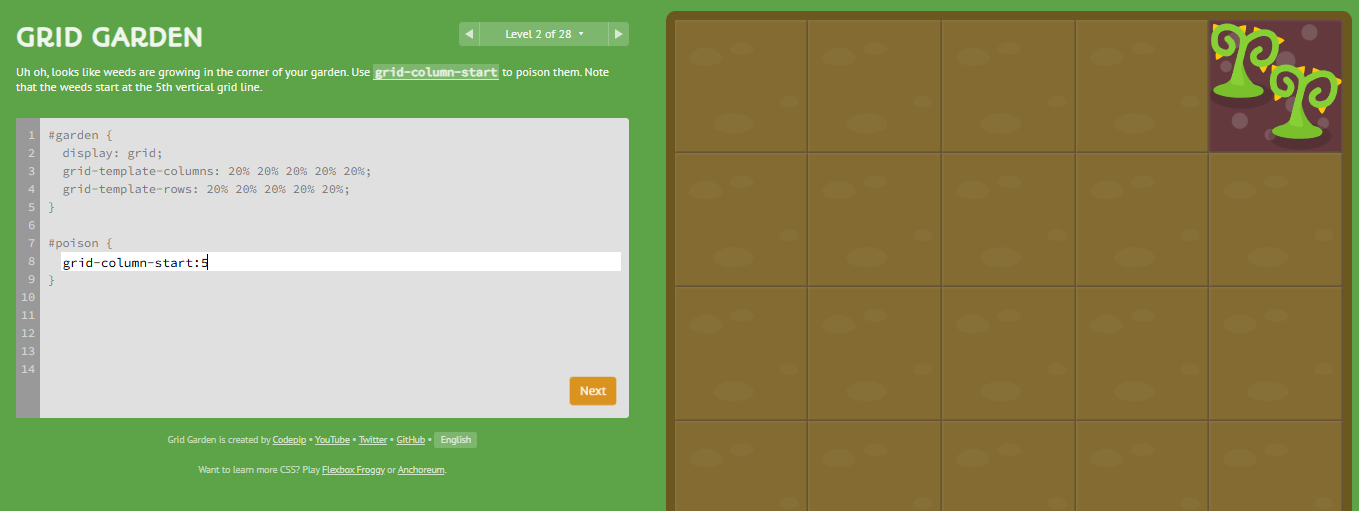 GRID GARDEN
◀ Level 2 of 28 ▾ ▶
Uh oh, looks like weeds are growing in the corner of your garden. Use grid-column-start to poison them. Note
that the weeds start at the 5th vertical grid line.
1 #garden {
2   display: grid;
3   grid-template-columns: 20% 20% 20% 20% 20%;
4   grid-template-rows: 20% 20% 20% 20% 20%;
5 }
6
7 #poison {
8   grid-column-start:5
9 }
10
11
12
13
14
Next
Grid Garden is created by Codepip • YouTube • Twitter • GitHub • English
Want to learn more CSS? Play Flexbox Froggy or Anchoreum.